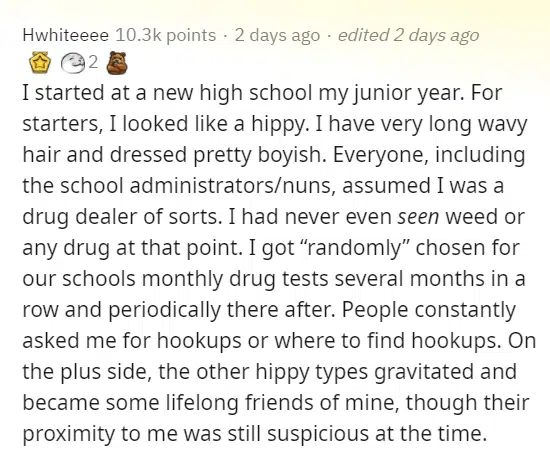 Hwhiteeee 10.3k points · 2 days ago · edited 2 days ago
2
I started at a new high school my junior year. For
starters, I looked like a hippy. I have very long wavy
hair and dressed pretty boyish. Everyone, including
the school administrators/nuns, assumed I was a
drug dealer of sorts. I had never even seen weed or
any drug at that point. I got “randomly” chosen for
our schools monthly drug tests several months in a
row and periodically there after. People constantly
asked me for hookups or where to find hookups. On
the plus side, the other hippy types gravitated and
became some lifelong friends of mine, though their
proximity to me was still suspicious at the time.